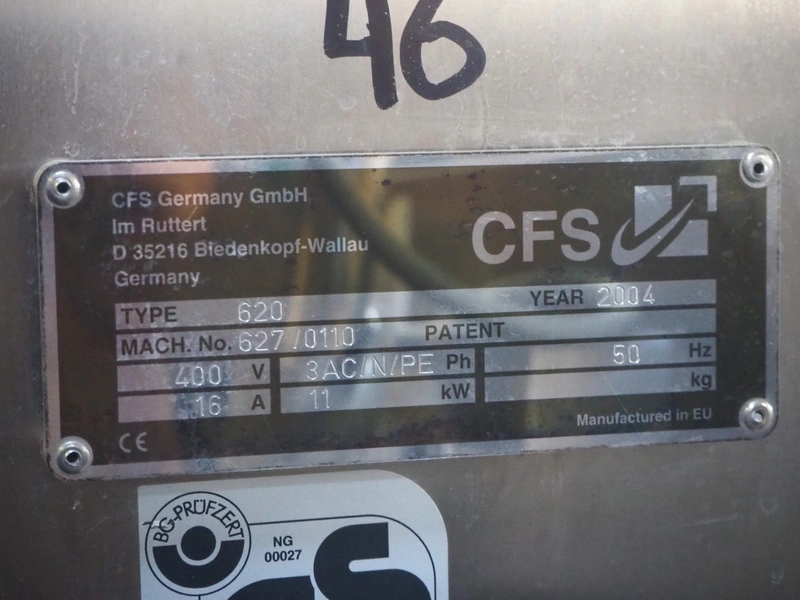 46
CFS Germany GmbH
Im Ruttert
D 35216 Biedenkopf-Wallau
Germany
CFS
TYPE 620 YEAR 2004
MACH. No. 627/0110 PATENT
400 V 3AC/N/PE Ph 50 Hz
16 A 11 kW kg
CE Manufactured in EU
BG-PRÜFZERT
NG
00027
GS